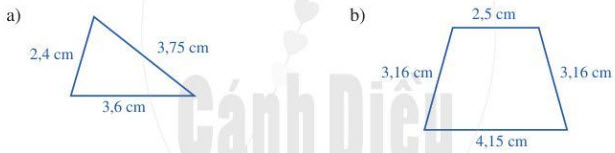 a)
2,4 cm
3,75 cm
3,6 cm
b)
2,5 cm
3,16 cm
3,16 cm
4,15 cm
Cánh Diều